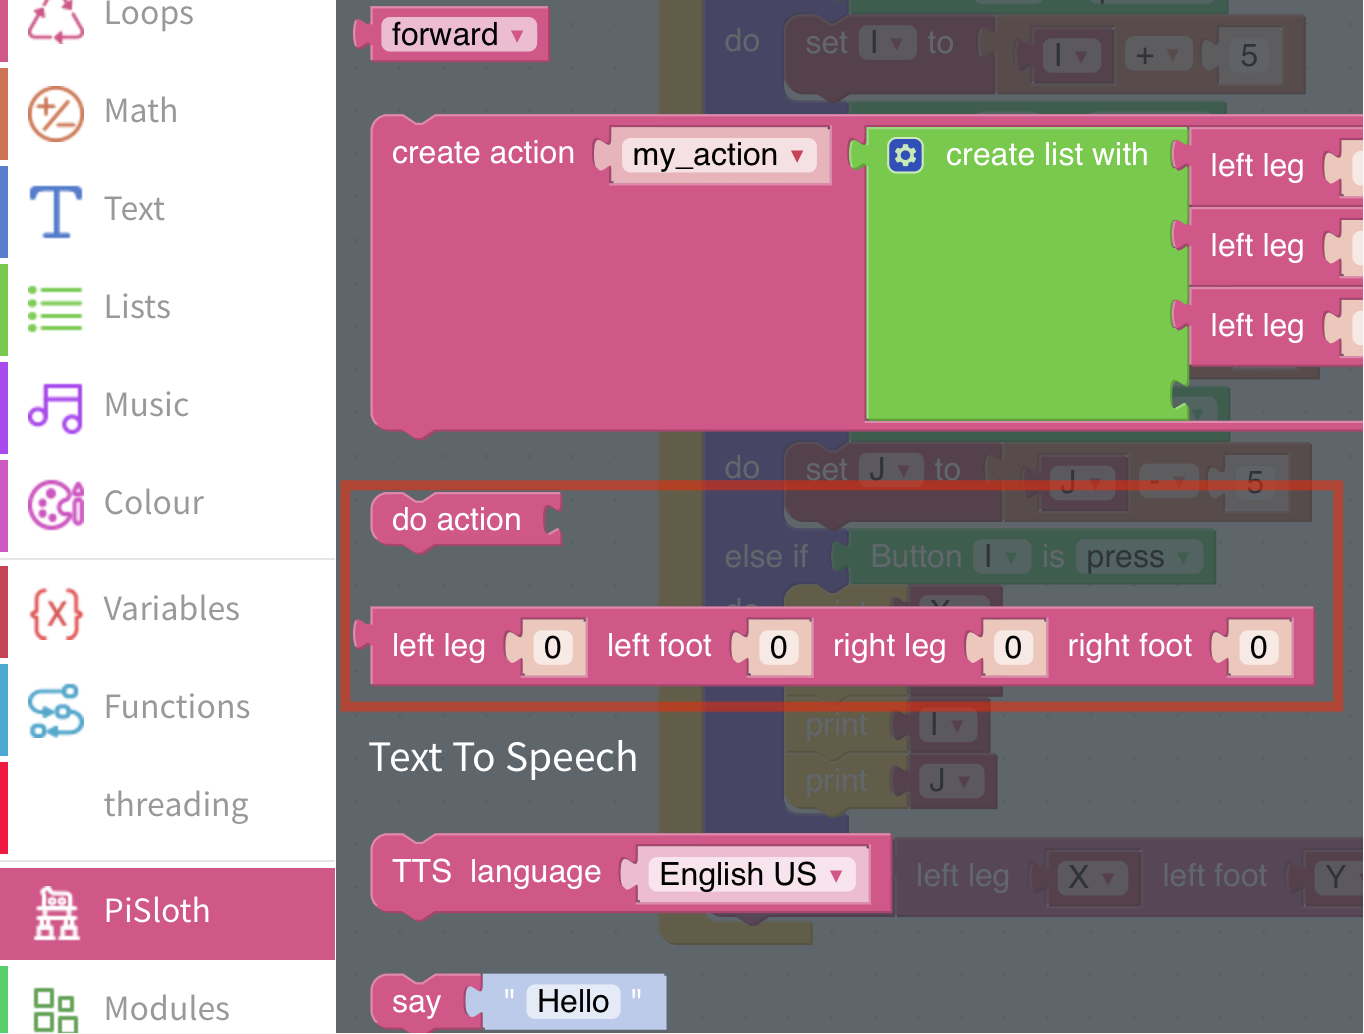 Loops
Math
Text
Lists
Music
Colour
Variables
Functions
threading
PiSloth
Modules
forward
do set I to I + 5
create action my_action create list with left leg
left leg
left leg
do set J to J - 5
do action
else if Button I is press
left leg 0 left foot 0 right leg 0 right foot 0
print I
Text To Speech
print J
TTS language English US
left leg X left foot Y
say " Hello "